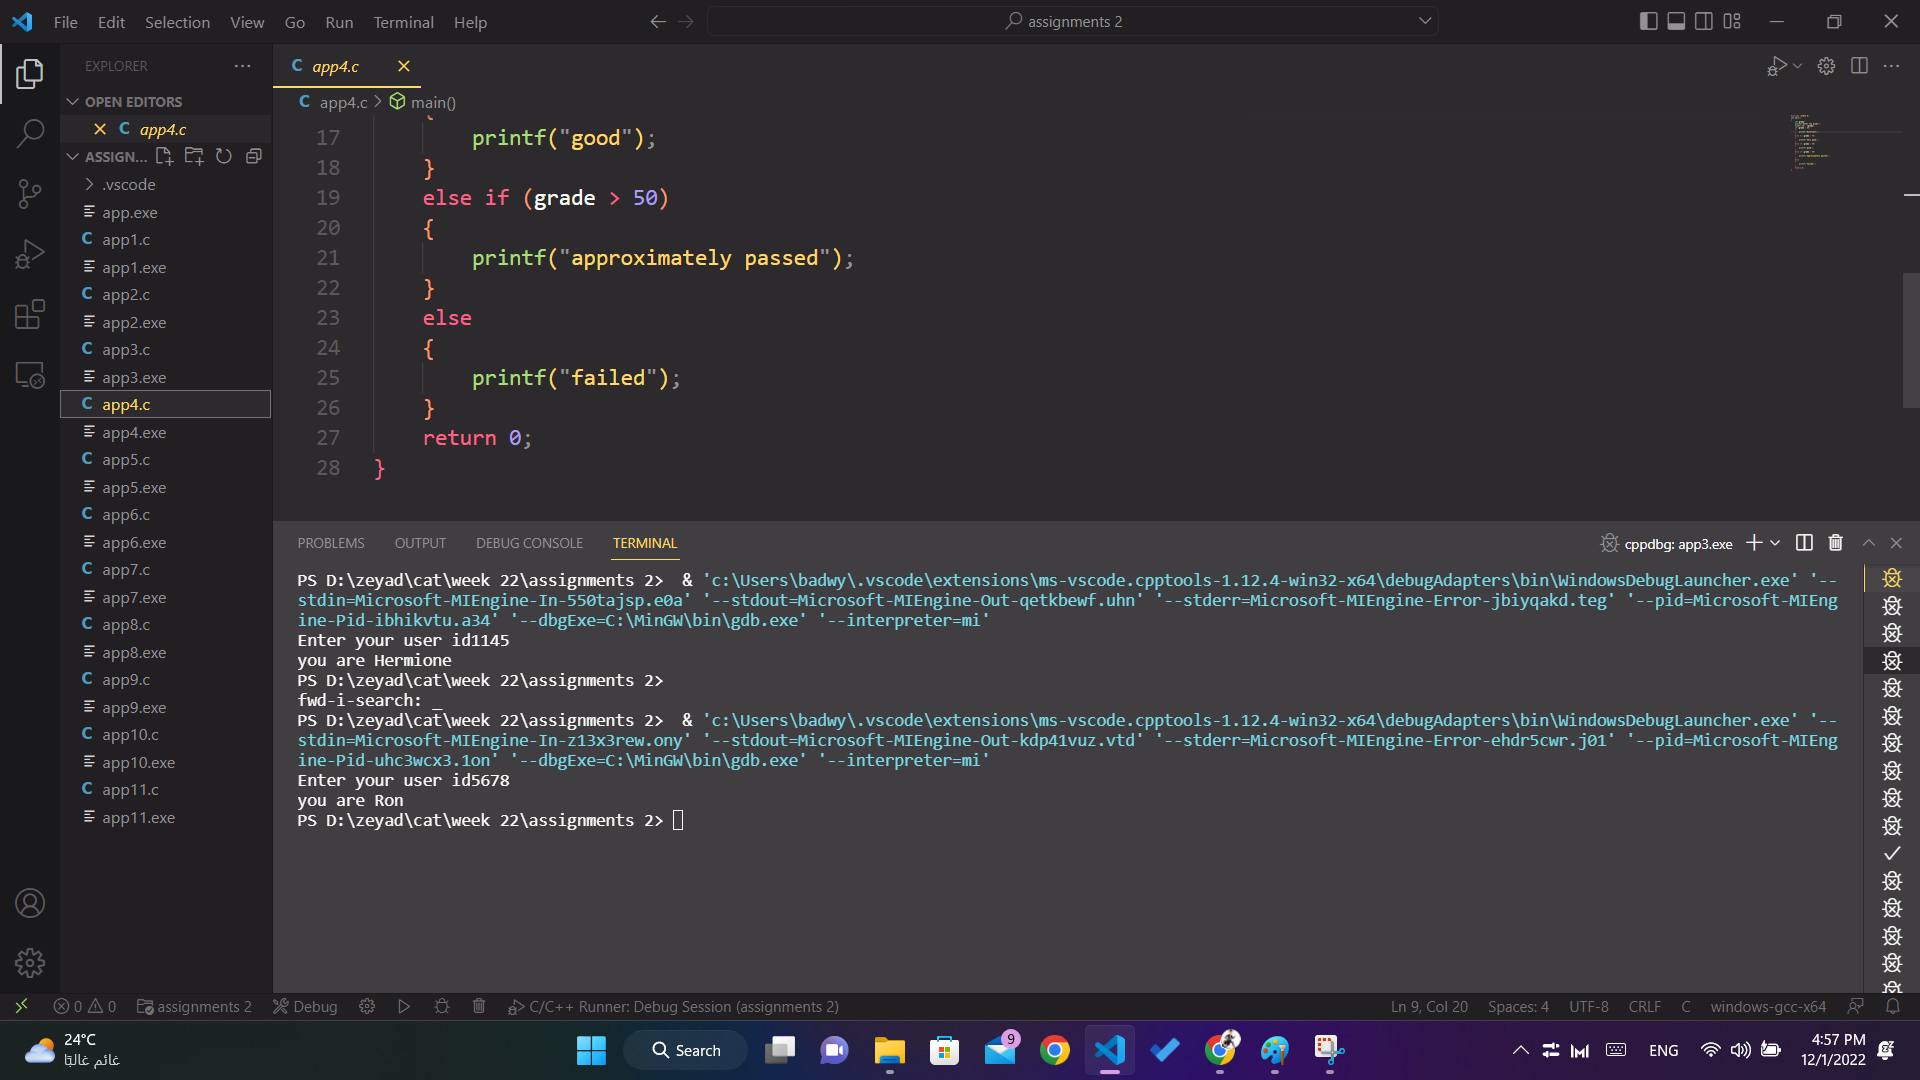 File Edit Selection View Go Run Terminal Help
assignments 2
EXPLORER
OPEN EDITORS
app4.c
ASSIGN...
.vscode
app.exe
app1.c
app1.exe
app2.c
app2.exe
app3.c
app3.exe
app4.c
app4.exe
app5.c
app5.exe
app6.c
app6.exe
app7.c
app7.exe
app8.c
app8.exe
app9.c
app9.exe
app10.c
app10.exe
app11.c
app11.exe
C app4.c
C app4.c > main()
{
17 printf("good");
18 }
19 else if (grade > 50)
20 {
21 printf("approximately passed");
22 }
23 else
24 {
25 printf("failed");
26 }
27 return 0;
28 }
PROBLEMS OUTPUT DEBUG CONSOLE TERMINAL
cppdbg: app3.exe
PS D:\zeyad\cat\week 22\assignments 2>  & 'c:\Users\badwy\.vscode\extensions\ms-vscode.cpptools-1.12.4-win32-x64\debugAdapters\bin\WindowsDebugLauncher.exe' '--
stdin=Microsoft-MIEngine-In-550tajsp.e0a' '--stdout=Microsoft-MIEngine-Out-qetkbewf.uhn' '--stderr=Microsoft-MIEngine-Error-jbiyqakd.teg' '--pid=Microsoft-MIEng
ine-Pid-ibhikvtu.a34' '--dbgExe=C:\MinGW\bin\gdb.exe' '--interpreter=mi'
Enter your user id1145
you are Hermione
PS D:\zeyad\cat\week 22\assignments 2>
fwd-i-search: _
PS D:\zeyad\cat\week 22\assignments 2>  & 'c:\Users\badwy\.vscode\extensions\ms-vscode.cpptools-1.12.4-win32-x64\debugAdapters\bin\WindowsDebugLauncher.exe' '--
stdin=Microsoft-MIEngine-In-z13x3rew.ony' '--stdout=Microsoft-MIEngine-Out-kdp41vuz.vtd' '--stderr=Microsoft-MIEngine-Error-ehdr5cwr.j01' '--pid=Microsoft-MIEng
ine-Pid-uhc3wcx3.1on' '--dbgExe=C:\MinGW\bin\gdb.exe' '--interpreter=mi'
Enter your user id5678
you are Ron
PS D:\zeyad\cat\week 22\assignments 2>
0 0 assignments 2 Debug C/C++ Runner: Debug Session (assignments 2)
Ln 9, Col 20 Spaces: 4 UTF-8 CRLF C windows-gcc-x64
24°C
غائم غالبًا
Search
9
ENG
4:57 PM
12/1/2022